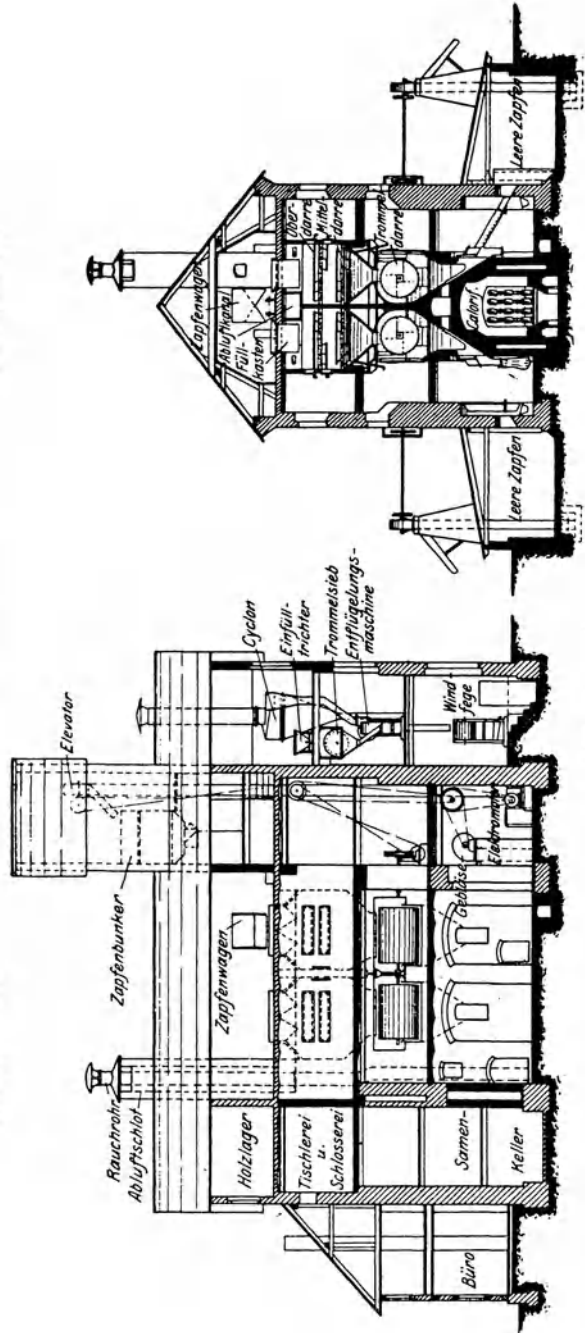 Rauchrohr
Abluftschlot
Zapfenbunker
Elevator
Cyclon
Einfüll-
trichter
Trommelsieb
Entflügelungs-
maschine
Holzlager
Zapfenwagen
Tischlerei
u.
Schlosserei
Wind-
fege
Gebläse
Elektromotor
Samen-
Keller
Büro
Zapfenwagen
Abluftkanal
Füll-
kasten
Ober-
darre
Mittel
darre
Trommel
darre
Calorif.
Leere Zapfen
Leere Zapfen